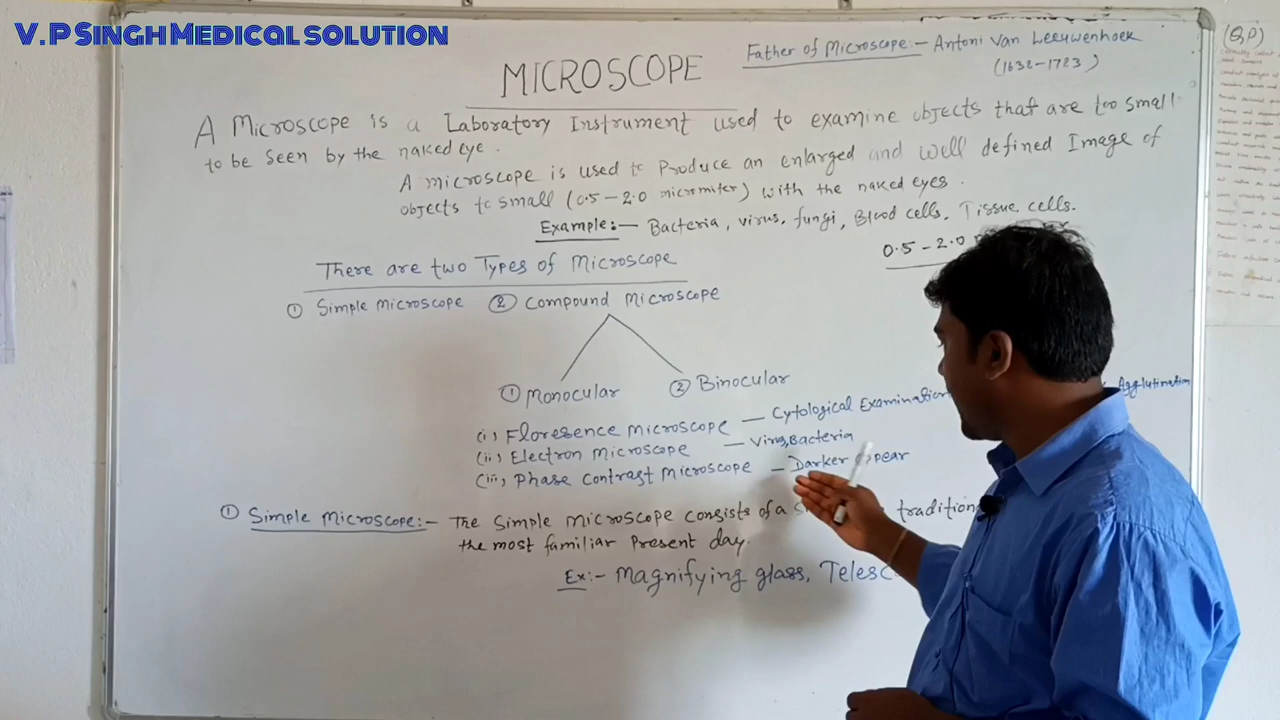 V.P Singh Medical solution
Father of Microscope:- Antoni Van Leeuwenhoek
(1632-1723)
MICROSCOPE
A Microscope is a Laboratory Instrument used to examine objects that are too small
to be seen by the naked eye.
A microscope is used to Produce an enlarged and well defined Image of
objects to small (0.5-2.0 micromiter) with the naked eyes.
Example:- Bacteria, virus, fungi, Blood cells, Tissue cells.
0.5-2.0
There are two Types of Microscope
① Simple Microscope ② Compound Microscope
① Monocular ② Binocular
(i) Floresence Microscope — Cytological Examination Agglutination
(ii) Electron Microscope — Virus, Bacteria
(iii) Phase Contrast Microscope — Darker appear
① Simple Microscope:- The Simple Microscope consists of a
the most familiar Present day.
Ex:- Magnifying glass,